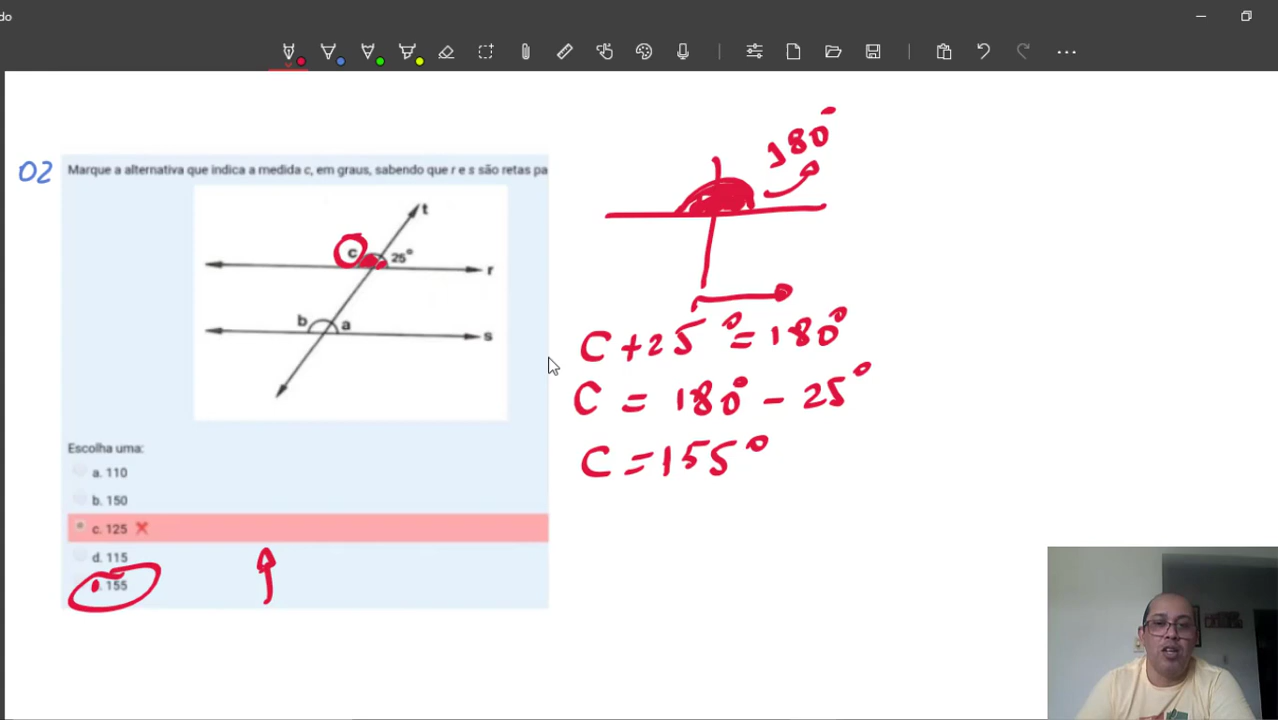 do
180°
02
Marque a alternativa que indica a medida c, em graus, sabendo que r e s são retas pa
t
c 25°
r
b a
s
C + 25° = 180°
C = 180° - 25°
C = 155°
Escolha uma:
a. 110
b. 150
c. 125
d. 115
. 155